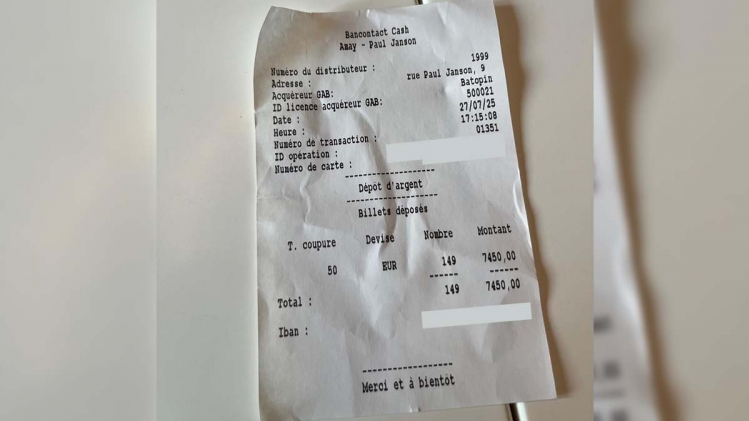 Bancontact Cash
Amay - Paul Janson
Numéro du distributeur : 1999
Adresse : rue Paul Janson, 9
Acquéreur GAB: Batopin
ID licence acquéreur GAB: 500021
Date : 27/07/25
Heure : 17:15:08
Numéro de transaction : 01351
ID opération :
Numéro de carte :
--------------------
Dépôt d'argent
--------------------
Billets déposés
T. coupure Devise Nombre Montant
50 EUR 149 7450,00
------ ------
Total : 149 7450,00
Iban :
--------------------
Merci et à bientôt